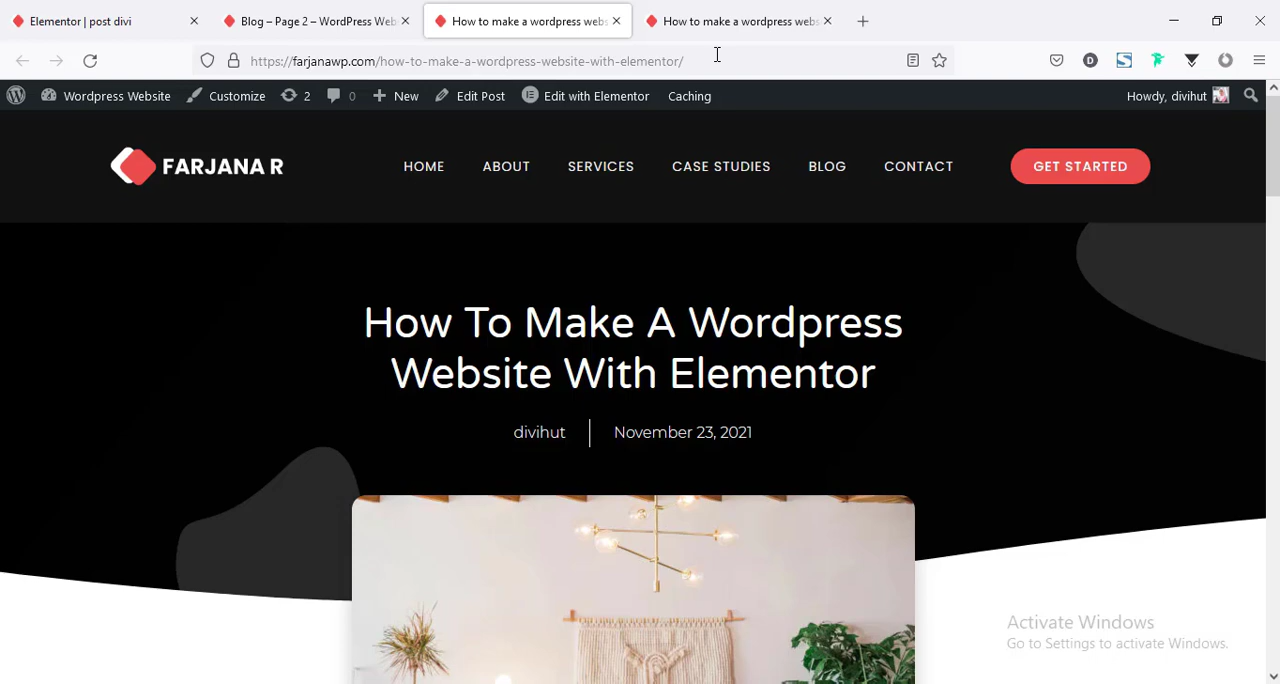 Elementor | post divi
Blog – Page 2 – WordPress Web
How to make a wordpress webs
How to make a wordpress webs
https://farjanawp.com/how-to-make-a-wordpress-website-with-elementor/
Wordpress Website
Customize
2
0
New
Edit Post
Edit with Elementor
Caching
Howdy, divihut
FARJANA R
HOME
ABOUT
SERVICES
CASE STUDIES
BLOG
CONTACT
GET STARTED
How To Make A Wordpress
Website With Elementor
divihut
November 23, 2021
Activate Windows
Go to Settings to activate Windows.